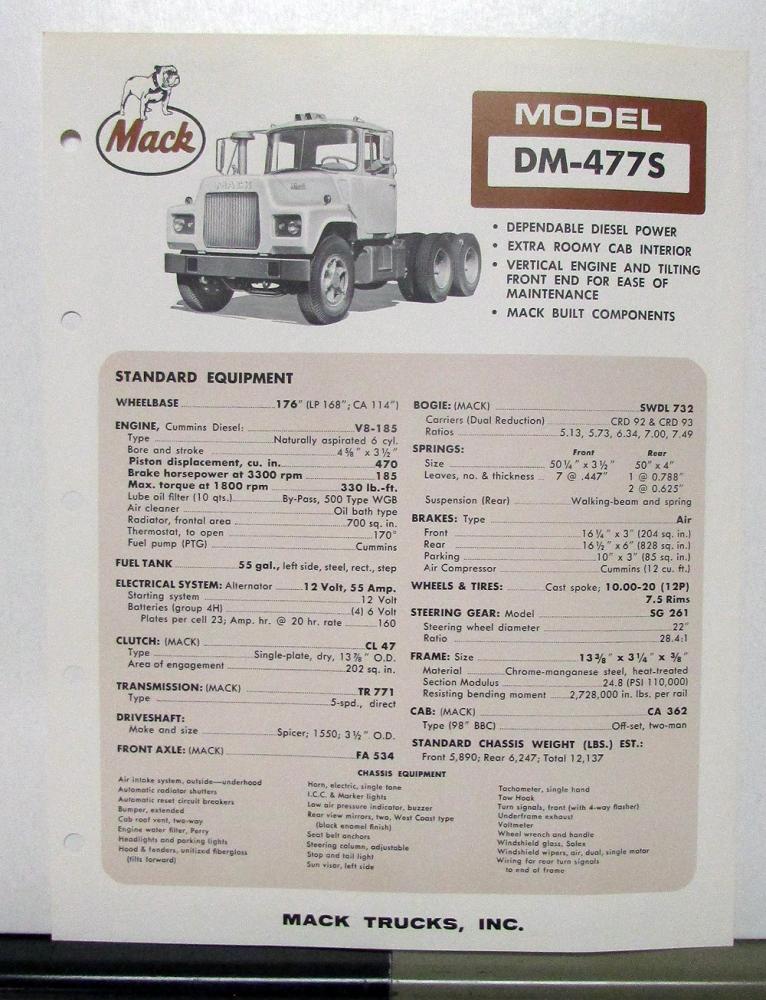 Mack
MODEL
DM-477S
• DEPENDABLE DIESEL POWER
• EXTRA ROOMY CAB INTERIOR
• VERTICAL ENGINE AND TILTING
FRONT END FOR EASE OF
MAINTENANCE
• MACK BUILT COMPONENTS
MACK
STANDARD EQUIPMENT
WHEELBASE 176" (LP 168"; CA 114")
ENGINE, Cummins Diesel: V8-185
Type Naturally aspirated 6 cyl.
Bore and stroke 4 5/8" x 3 1/2"
Piston displacement, cu. in. 470
Brake horsepower at 3300 rpm 185
Max. torque at 1800 rpm 330 lb.-ft.
Lube oil filter (10 qts.) By-Pass, 500 Type WGB
Air cleaner Oil bath type
Radiator, frontal area 700 sq. in.
Thermostat, to open 170°
Fuel pump (PTG) Cummins
FUEL TANK 55 gal., left side, steel, rect., step
ELECTRICAL SYSTEM: Alternator 12 Volt, 55 Amp.
Starting system 12 Volt
Batteries (group 4H) (4) 6 Volt
Plates per cell 23; Amp. hr. @ 20 hr. rate 160
CLUTCH: (MACK) CL 47
Type Single-plate, dry, 13 7/8" O.D.
Area of engagement 202 sq. in.
TRANSMISSION: (MACK) TR 771
Type 5-spd., direct
DRIVESHAFT:
Make and size Spicer; 1550; 3 1/2" O.D.
FRONT AXLE: (MACK) FA 534
BOGIE: (MACK) SWDL 732
Carriers (Dual Reduction) CRD 92 & CRD 93
Ratios 5.13, 5.73, 6.34, 7.00, 7.49
SPRINGS: Front Rear
Size 50 1/4" x 3 1/2" 50" x 4"
Leaves, no. & thickness 7 @ .447" 1 @ 0.788"
2 @ 0.625"
Suspension (Rear) Walking-beam and spring
BRAKES: Type Air
Front 16 1/4" x 3" (204 sq. in.)
Rear 16 1/2" x 6" (828 sq. in.)
Parking 10" x 3" (85 sq. in.)
Air Compressor Cummins (12 cu. ft.)
WHEELS & TIRES: Cast spoke; 10.00-20 (12P)
7.5 Rims
STEERING GEAR: Model SG 261
Steering wheel diameter 22"
Ratio 28.4:1
FRAME: Size 13 3/8" x 3 1/4" x 3/8"
Material Chrome-manganese steel, heat-treated
Section Modulus 24.8 (PSI 110,000)
Resisting bending moment 2,728,000 in. lbs. per rail
CAB: (MACK) CA 362
Type (98" BBC) Off-set, two-man
STANDARD CHASSIS WEIGHT (LBS.) EST.:
Front 5,890; Rear 6,247; Total 12,137
CHASSIS EQUIPMENT
Air intake system, outside—underhood
Automatic radiator shutters
Automatic reset circuit breakers
Bumper, extended
Cab roof vent, two-way
Engine water filter, Perry
Headlights and parking lights
Hood & fenders, unitized fiberglass
(tilts forward)
Horn, electric, single tone
I.C.C. & Marker lights
Low air pressure indicator, buzzer
Rear view mirrors, two, West Coast type
(black enamel finish)
Seat belt anchors
Steering column, adjustable
Stop and tail light
Sun visor, left side
Tachometer, single hand
Tow Hook
Turn signals, front (with 4-way flasher)
Underframe exhaust
Voltmeter
Wheel wrench and handle
Windshield glass, Solex
Windshield wipers, air, dual, single motor
Wiring for rear turn signals
to end of frame
MACK TRUCKS, INC.